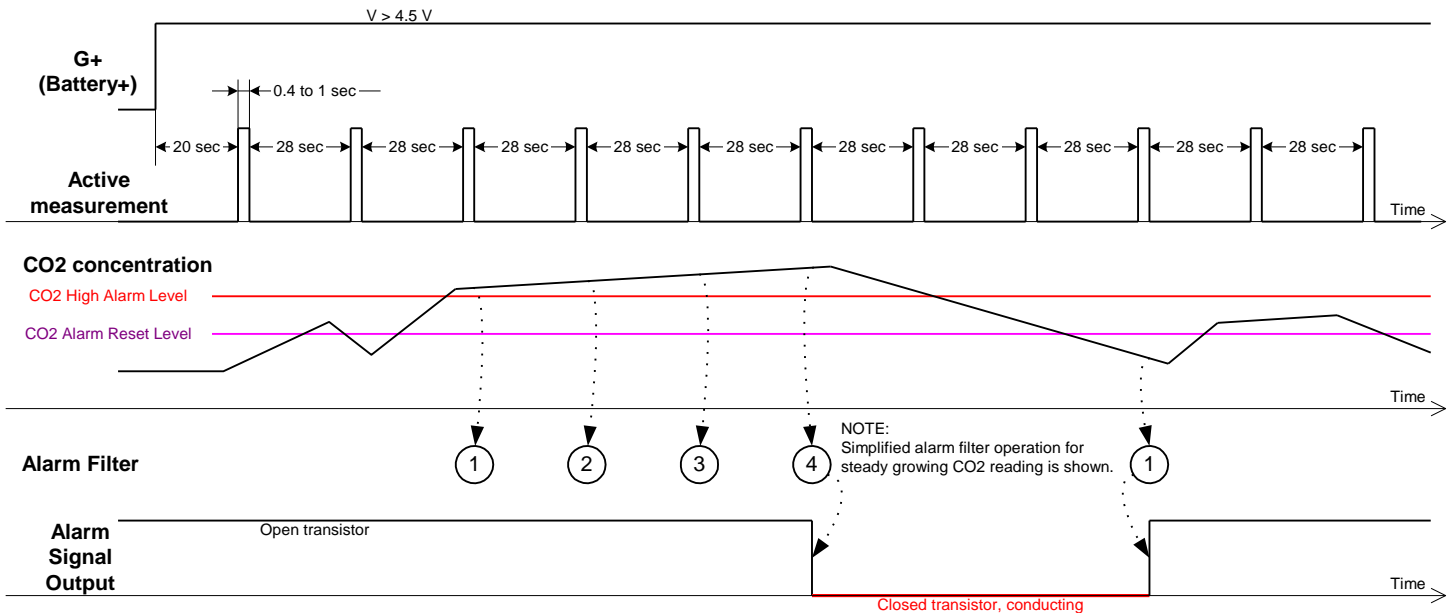 V > 4.5 V
G+
(Battery+)
0.4 to 1 sec
20 sec
28 sec
28 sec
28 sec
28 sec
28 sec
28 sec
28 sec
28 sec
28 sec
28 sec
Active
measurement
Time
CO2 concentration
CO2 High Alarm Level
CO2 Alarm Reset Level
Time
NOTE:
Simplified alarm filter operation for
steady growing CO2 reading is shown.
Alarm Filter
1
2
3
4
1
Open transistor
Alarm
Signal
Output
Time
Closed transistor, conducting